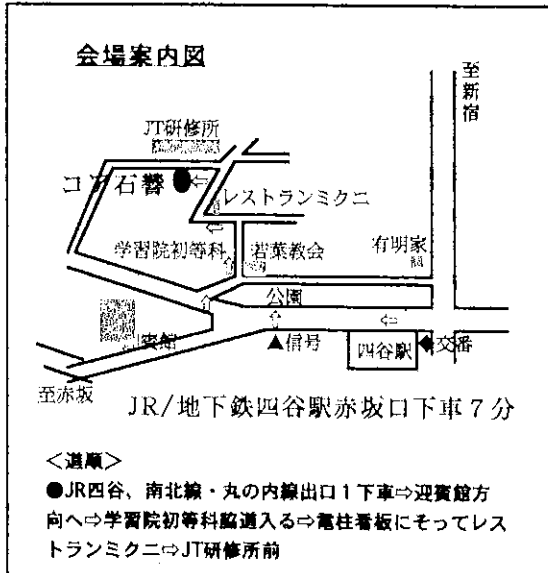 会場案内図
至新宿
JT研修所
コア石響
レストランミクニ
学習院初等科
若葉教会
有明家
公園
賓館
▲信号
四谷駅
交番
至赤坂
JR/地下鉄四谷駅赤坂口下車7分
<道順>
●JR四谷、南北線・丸の内線出口1下車⇨迎賓館方
向へ⇨学習院初等科脇道入る⇨電柱看板にそってレス
トランミクニ⇨JT研修所前